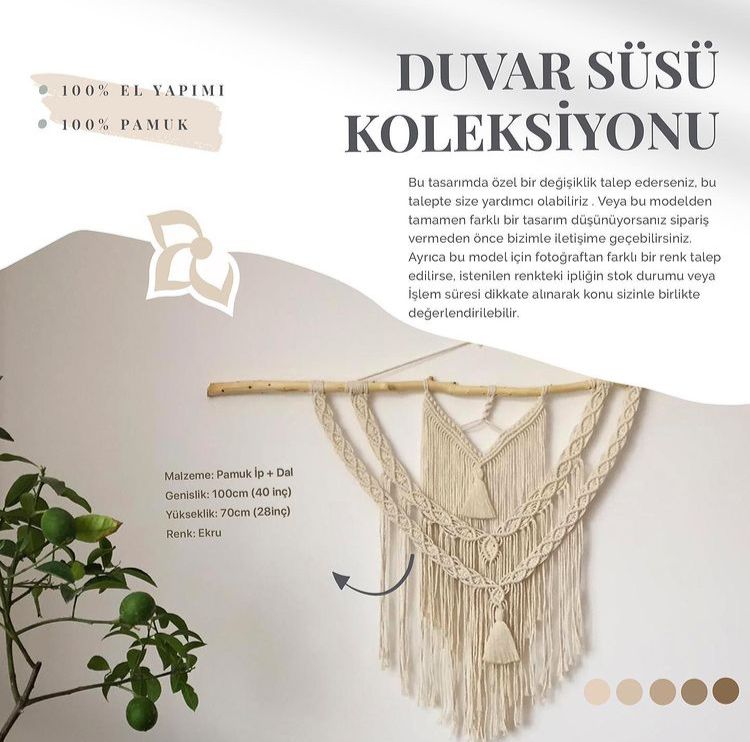 100% EL YAPIMI
100% PAMUK
DUVAR SÜSÜ
KOLEKSİYONU
Bu tasarımda özel bir değişiklik talep ederseniz, bu
talepte size yardımcı olabiliriz . Veya bu modelden
tamamen farklı bir tasarım düşünüyorsanız sipariş
vermeden önce bizimle iletişime geçebilirsiniz.
Ayrıca bu model için fotoğraftan farklı bir renk talep
edilirse, istenilen renkteki ipliğin stok durumu veya
İşlem süresi dikkate alınarak konu sizinle birlikte
değerlendirilebilir.
Malzeme: Pamuk İp + Dal
Genislik: 100cm (40 inç)
Yükseklik: 70cm (28inç)
Renk: Ekru